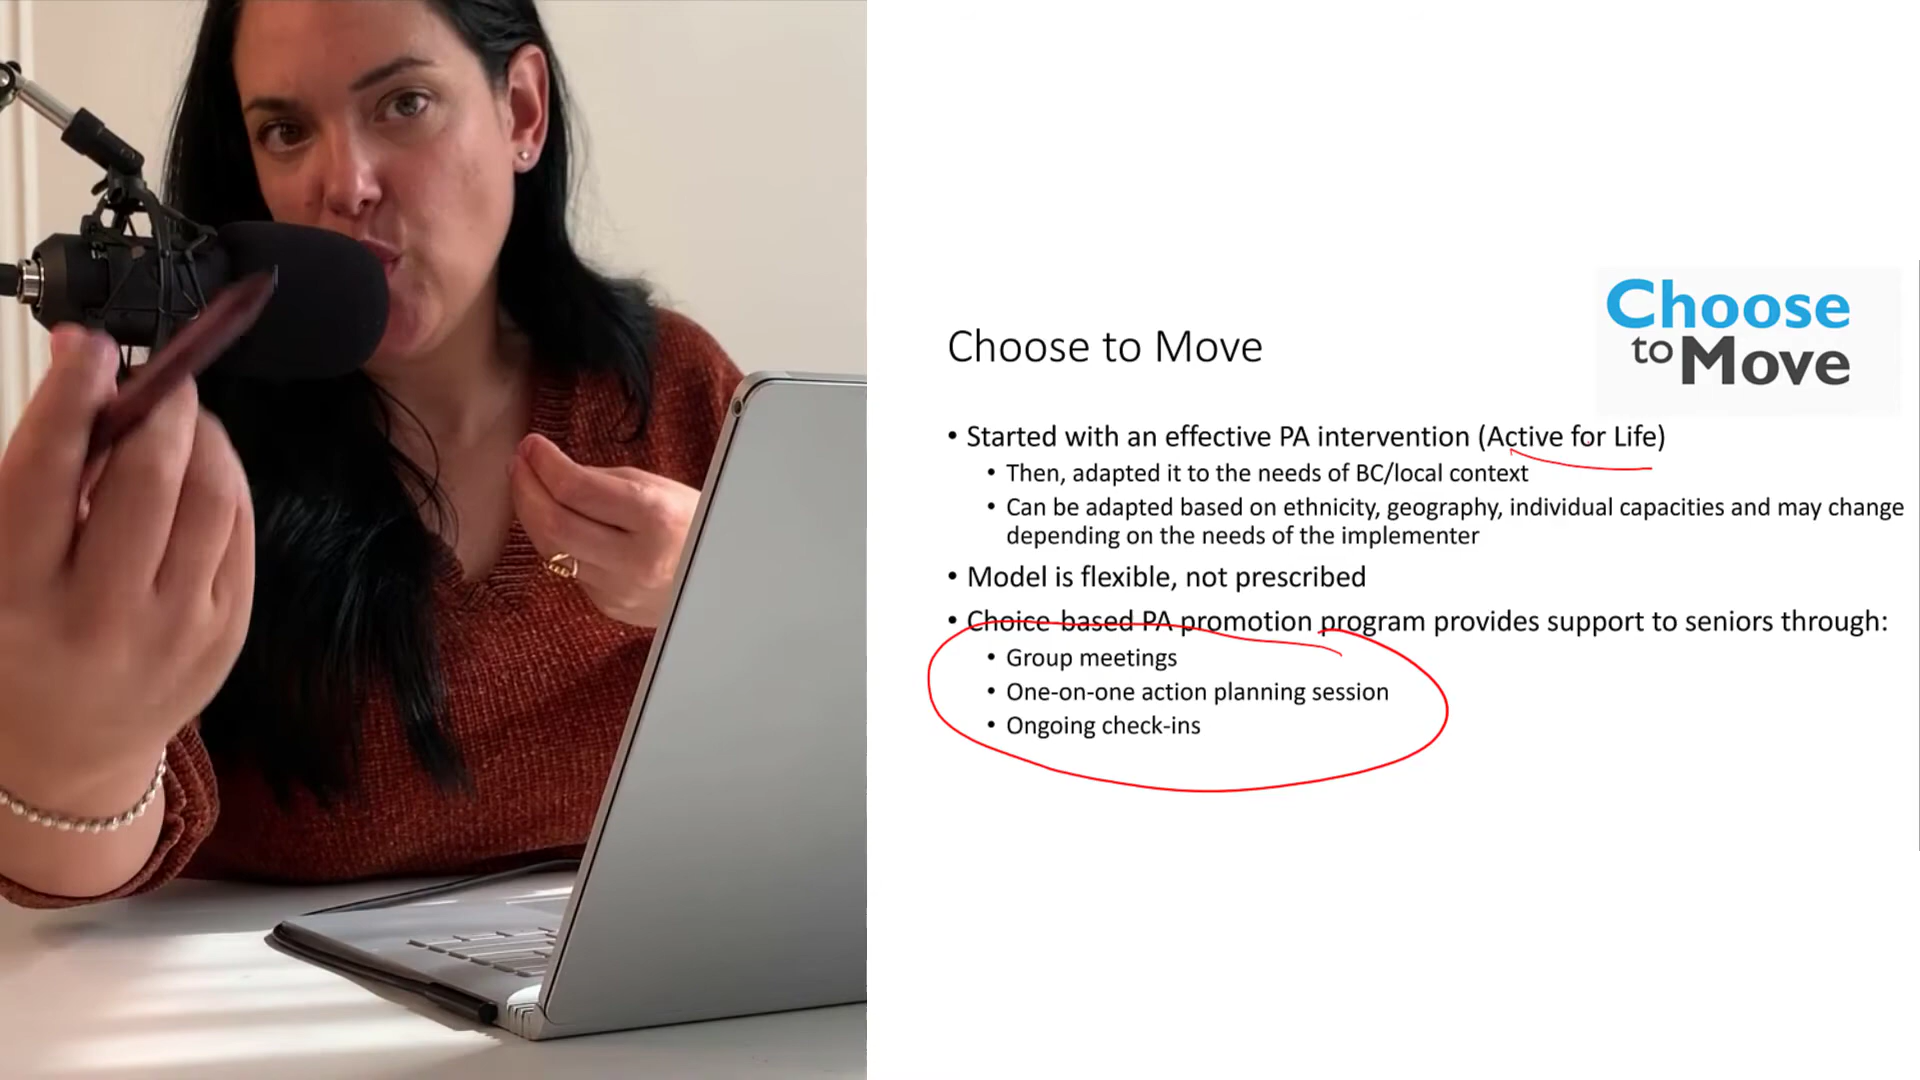 Choose
to Move
Choose to Move
• Started with an effective PA intervention (Active for Life)
• Then, adapted it to the needs of BC/local context
• Can be adapted based on ethnicity, geography, individual capacities and may change
depending on the needs of the implementer
• Model is flexible, not prescribed
• Choice-based PA promotion program provides support to seniors through:
• Group meetings
• One-on-one action planning session
• Ongoing check-ins